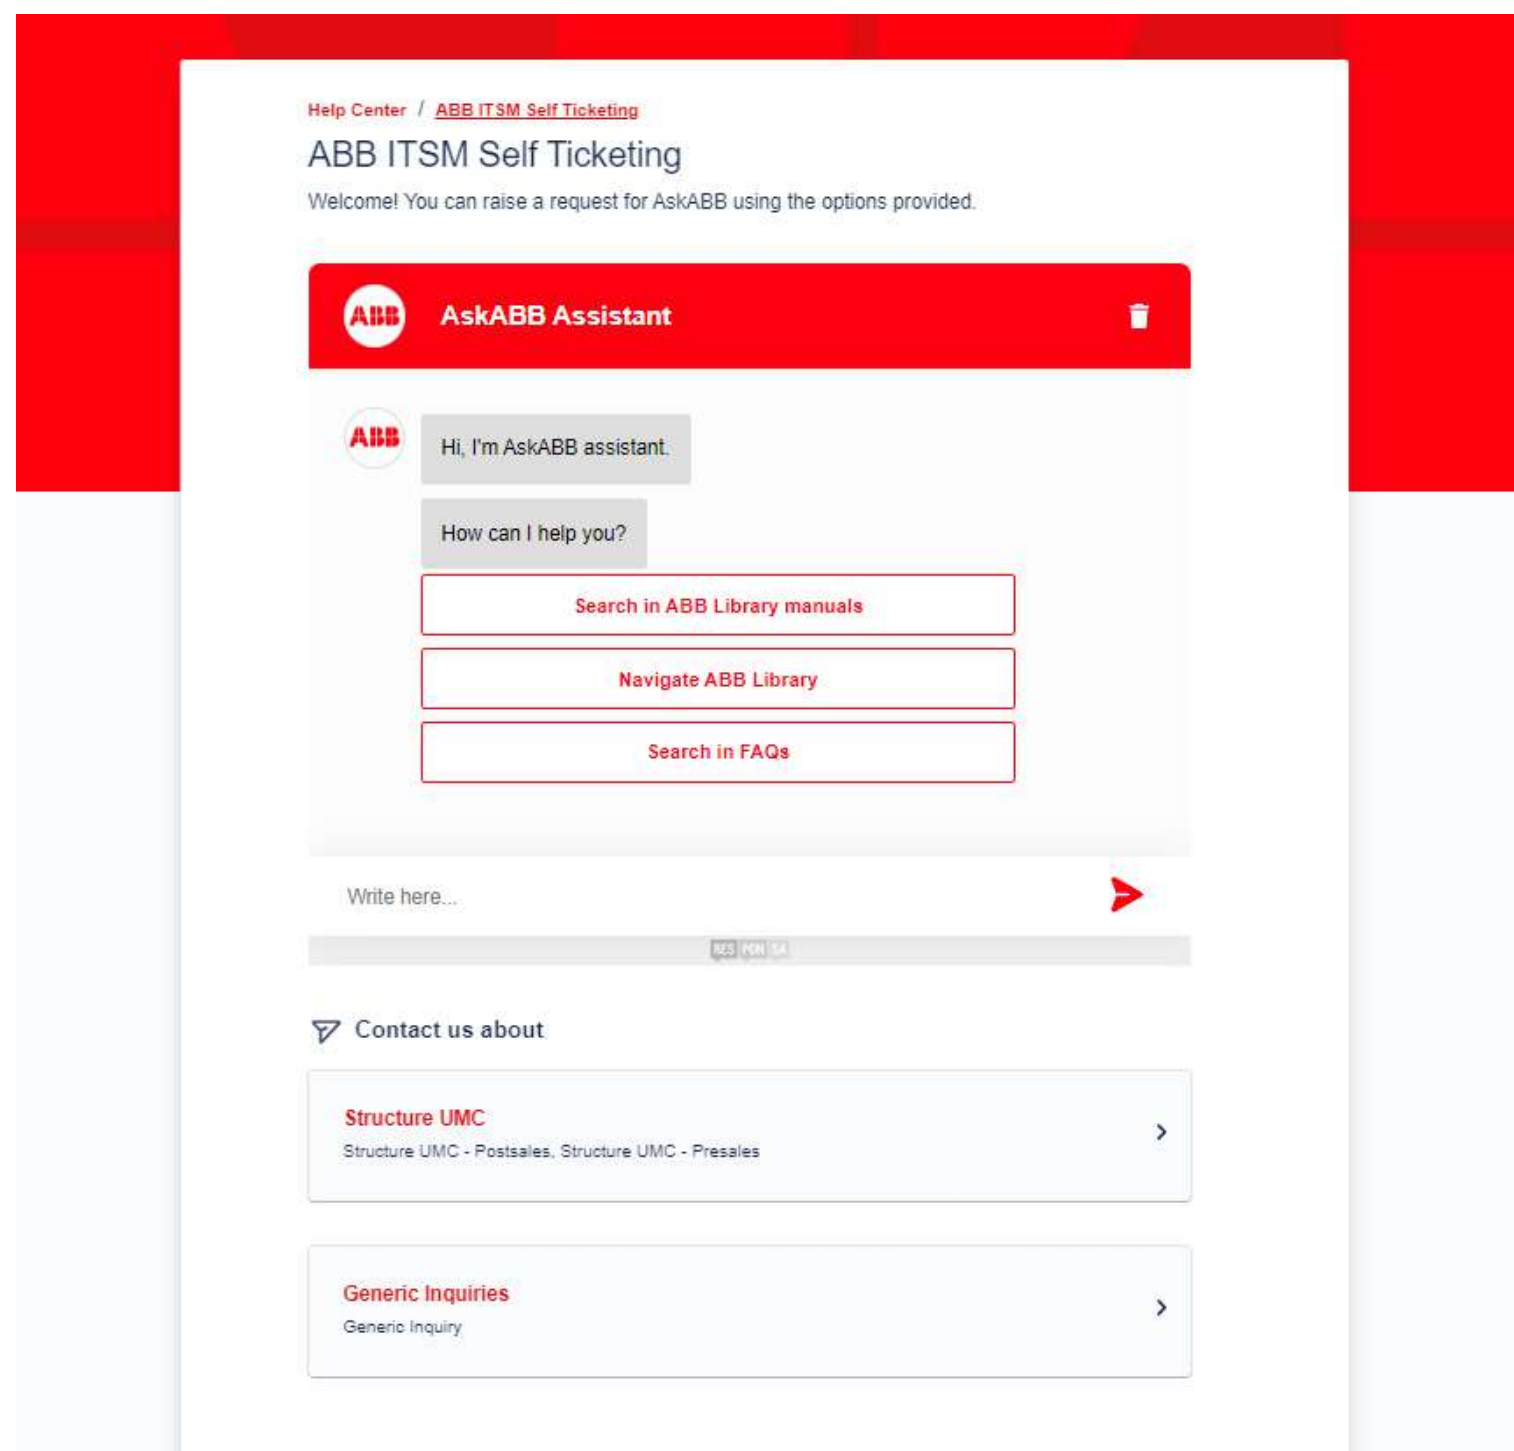 Help Center / ABB ITSM Self Ticketing
ABB ITSM Self Ticketing
Welcome! You can raise a request for AskABB using the options provided.
ABB AskABB Assistant
ABB Hi, I'm AskABB assistant.
How can I help you?
Search in ABB Library manuals
Navigate ABB Library
Search in FAQs
Write here...
RES PON SA
Contact us about
Structure UMC
Structure UMC - Postsales, Structure UMC - Presales
Generic Inquiries
Generic Inquiry